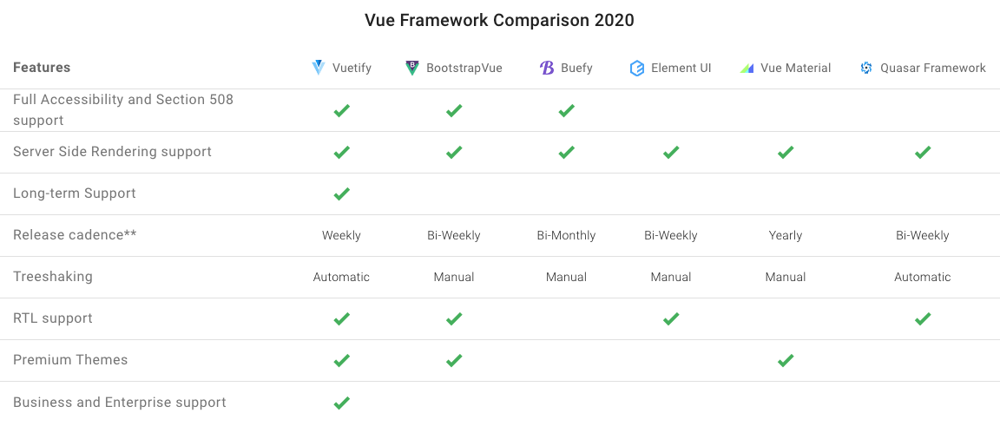 Vue Framework Comparison 2020
Features Vuetify BootstrapVue Buefy Element UI Vue Material Quasar Framework
Full Accessibility and Section 508
support
Server Side Rendering support
Long-term Support
Release cadence** Weekly Bi-Weekly Bi-Monthly Bi-Weekly Yearly Bi-Weekly
Treeshaking Automatic Manual Manual Manual Manual Automatic
RTL support
Premium Themes
Business and Enterprise support